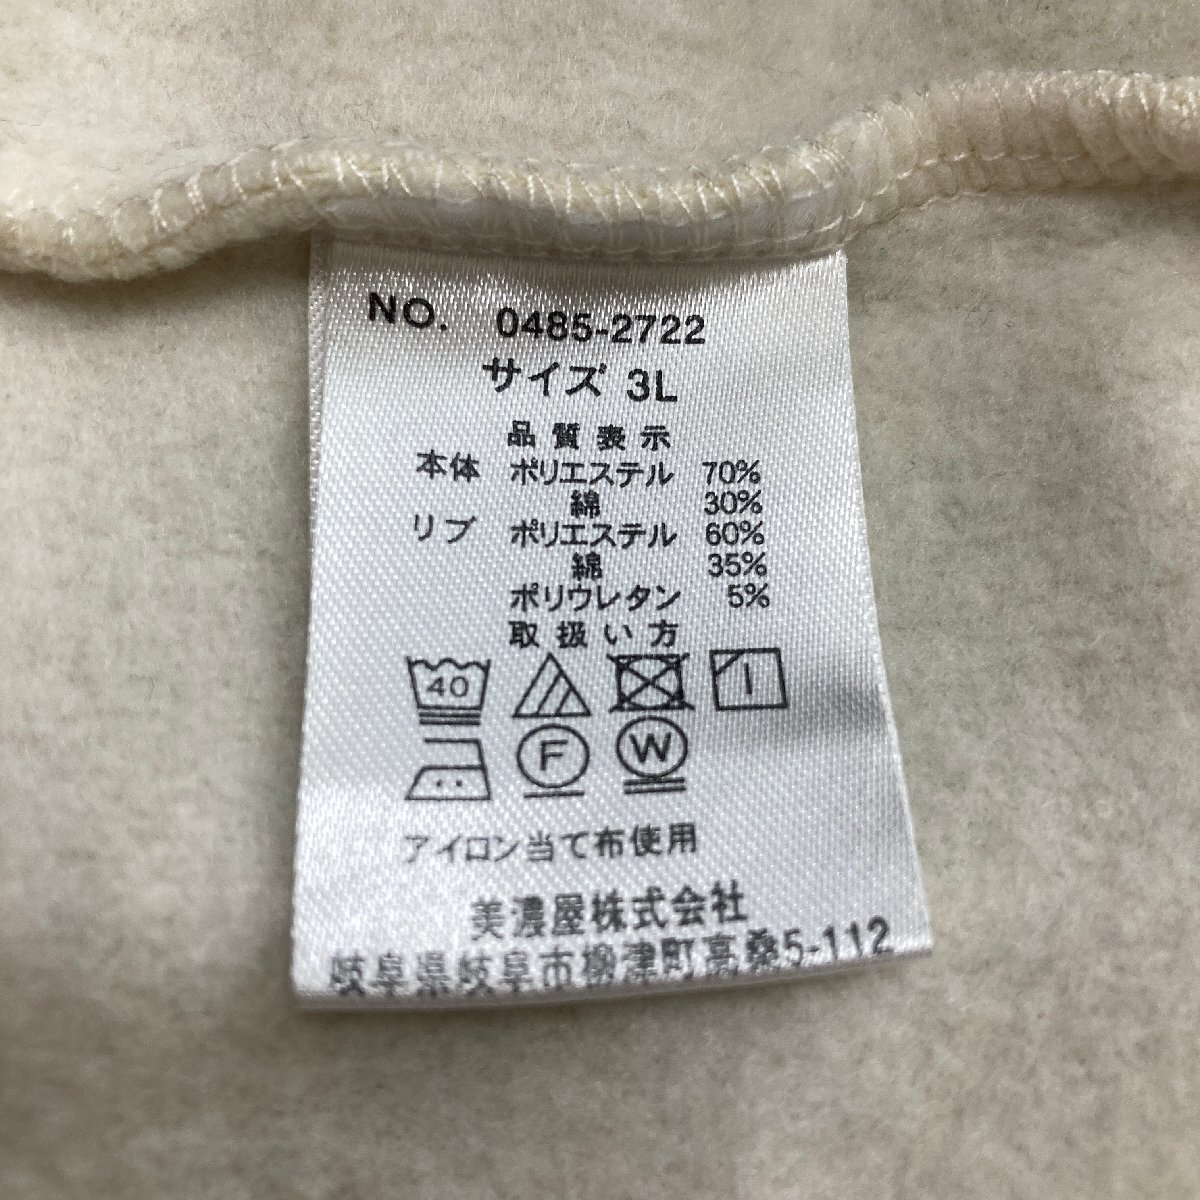 NO. 0485-2722
サイズ 3L
品質表示
本体 ポリエステル 70%
綿 30%
リブ ポリエステル 60%
綿 35%
ポリウレタン 5%
取扱い方
40
F W
アイロン当て布使用
美濃屋株式会社
岐阜県岐阜市柳津町高桑5-112